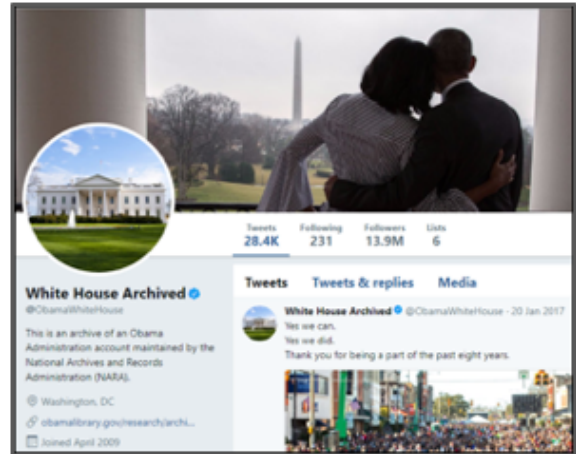 Tweets Following Followers Lists
28.4K 231 13.9M 6
White House Archived
@ObamaWhiteHouse
This is an archive of an Obama
Administration account maintained by the
National Archives and Records
Administration (NARA).
Washington, DC
obamalibrary.gov/research/archi...
Joined April 2009
Tweets Tweets & replies Media
White House Archived @ObamaWhiteHouse · 20 Jan 2017
Yes we can.
Yes we did.
Thank you for being a part of the past eight years.